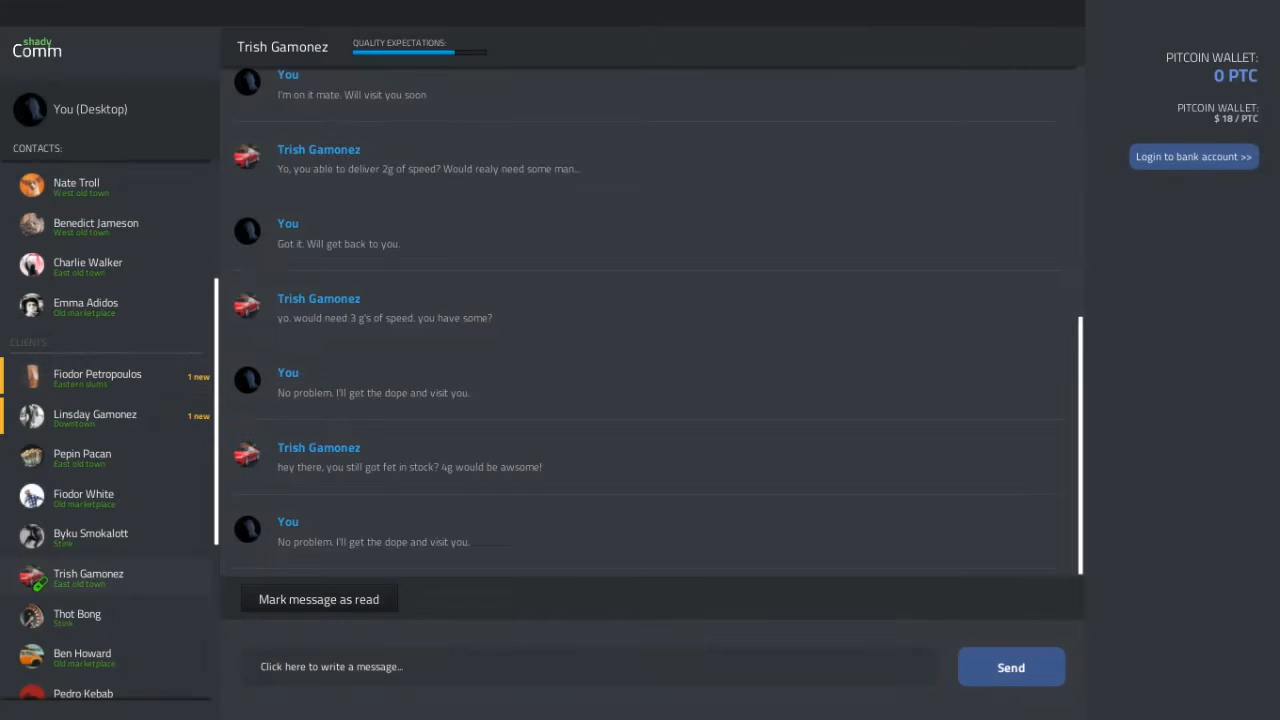 shady
Comm
You (Desktop)
CONTACTS:
Nate Troll
West old town
Benedict Jameson
West old town
Charlie Walker
East old town
Emma Adidos
Old marketplace
CLIENTS
Fiodor Petropoulos
Eastern slums
1 new
Linsday Gamonez
Downtown
1 new
Pepin Pacan
East old town
Fiodor White
Old marketplace
Byku Smokalott
Stink
Trish Gamonez
East old town
Thot Bong
Stink
Ben Howard
Old marketplace
Pedro Kebab
Trish Gamonez
QUALITY EXPECTATIONS:
You
I'm on it mate. Will visit you soon
Trish Gamonez
Yo, you able to deliver 2g of speed? Would realy need some man...
You
Got it. Will get back to you.
Trish Gamonez
yo. would need 3 g's of speed. you have some?
You
No problem. I'll get the dope and visit you.
Trish Gamonez
hey there, you still got fet in stock? 4g would be awsome!
You
No problem. I'll get the dope and visit you.
Mark message as read
Click here to write a message...
Send
PITCOIN WALLET:
0 PTC
PITCOIN WALLET:
$ 18 / PTC
Login to bank account >>